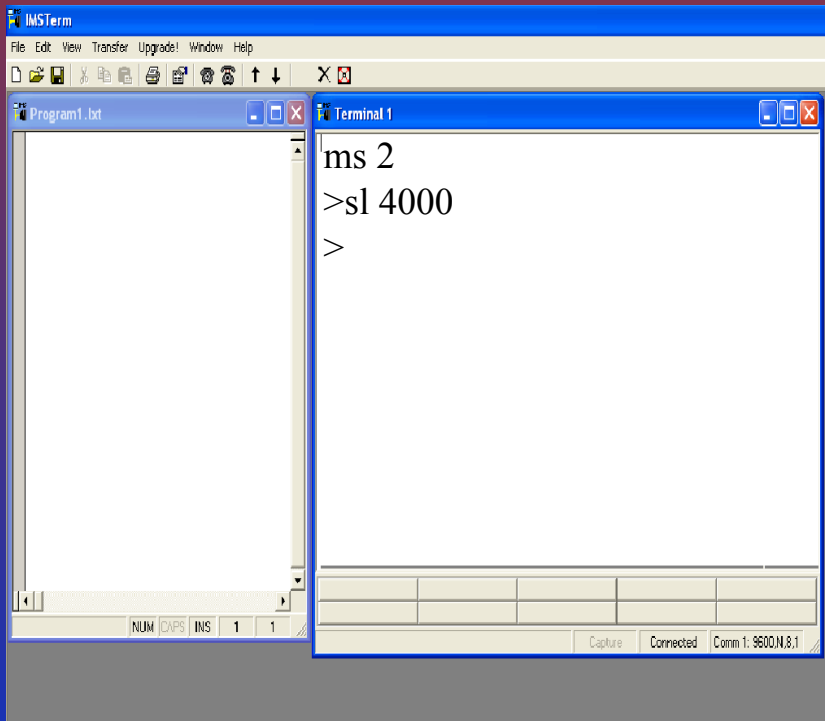 IMSTerm
File Edit View Transfer Upgrade! Window Help
Program1.txt
Terminal 1
ms 2
>sl 4000
>
NUM CAPS INS 1 1
Capture Connected Comm 1: 9600,N,8,1